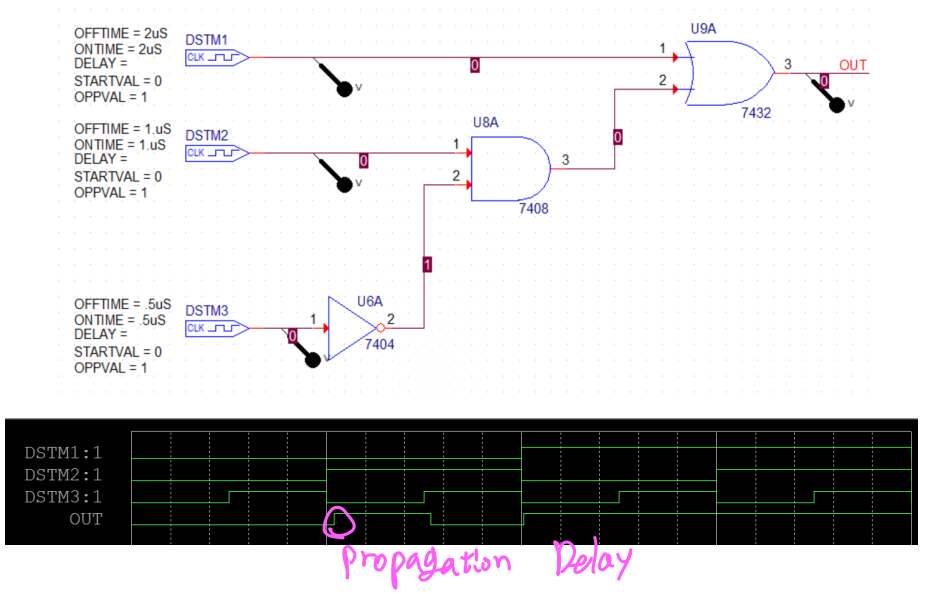 U9A
OFFTIME = 2uS
ONTIME = 2uS
DELAY =
STARTVAL = 0
OPPVAL = 1
DSTM1
CLK
0
1
2
3
OUT
0
V
V
7432
OFFTIME = 1.uS
ONTIME = 1.uS
DELAY =
STARTVAL = 0
OPPVAL = 1
DSTM2
CLK
0
V
U8A
1
2
3
0
7408
1
OFFTIME = .5uS
ONTIME = .5uS
DELAY =
STARTVAL = 0
OPPVAL = 1
DSTM3
CLK
0
V
U6A
1
2
7404
DSTM1:1
DSTM2:1
DSTM3:1
OUT
Propagation Delay